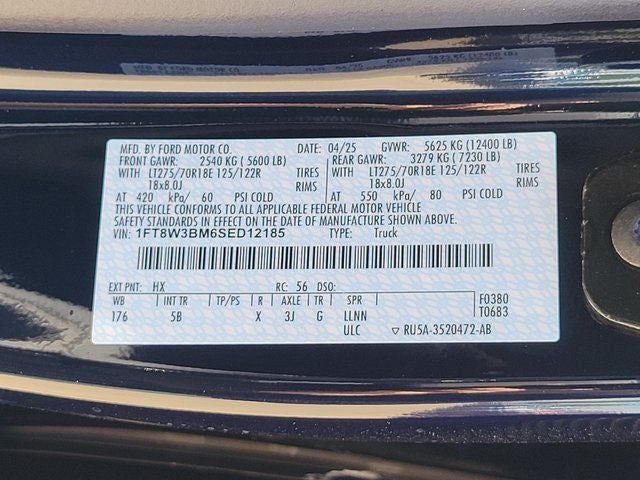 MFD. BY FORD MOTOR CO. DATE: 04/25 GVWR: 5625 KG (12400 LB)
FRONT GAWR: 2540 KG (5600 LB) REAR GAWR: 3279 KG (7230 LB)
WITH LT275/70R18E 125/122R TIRES WITH LT275/70R18E 125/122R TIRES
18x8.0J RIMS 18x8.0J RIMS
AT 420 kPa/ 60 PSI COLD AT 550 kPa/ 80 PSI COLD
THIS VEHICLE CONFORMS TO ALL APPLICABLE FEDERAL MOTOR VEHICLE
SAFETY STANDARDS IN EFFECT ON THE DATE OF MANUFACTURE SHOWN ABOVE.
VIN: 1FT8W3BM6SED12185 TYPE: Truck
EXT PNT: HX RC: 56 DSO:
WB INT TR TP/PS R AXLE TR SPR F0380
176 5B X 3J G LLNN T0683
ULC ▽ RU5A-3520472-AB